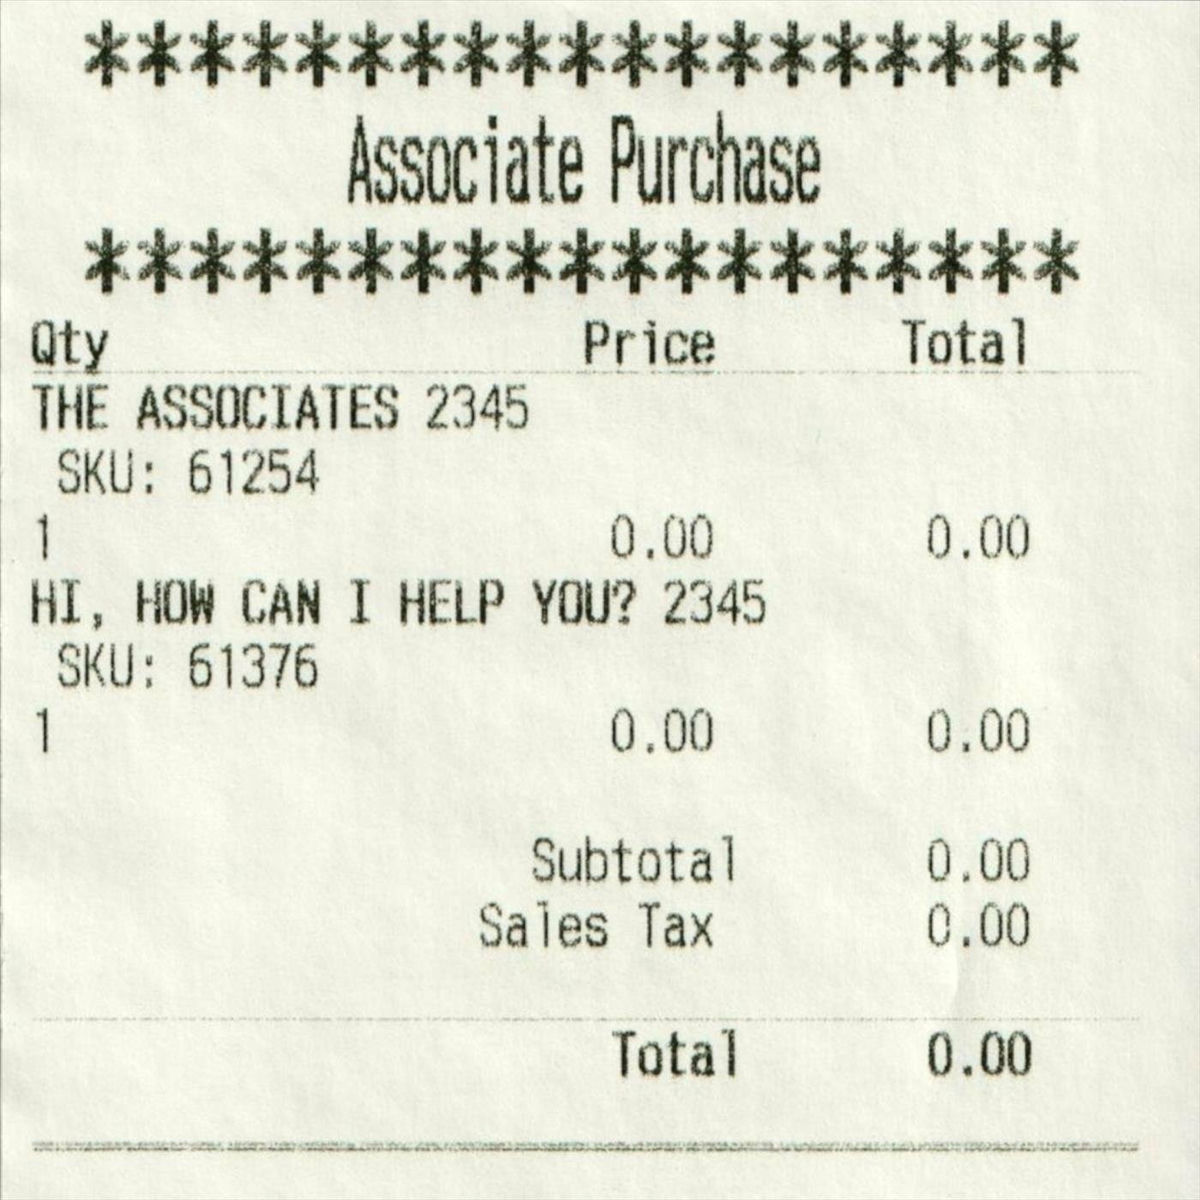 *******************
Associate Purchase
*******************
Qty Price Total
THE ASSOCIATES 2345
SKU: 61254
1 0.00 0.00
HI, HOW CAN I HELP YOU? 2345
SKU: 61376
1 0.00 0.00
Subtotal 0.00
Sales Tax 0.00
Total 0.00